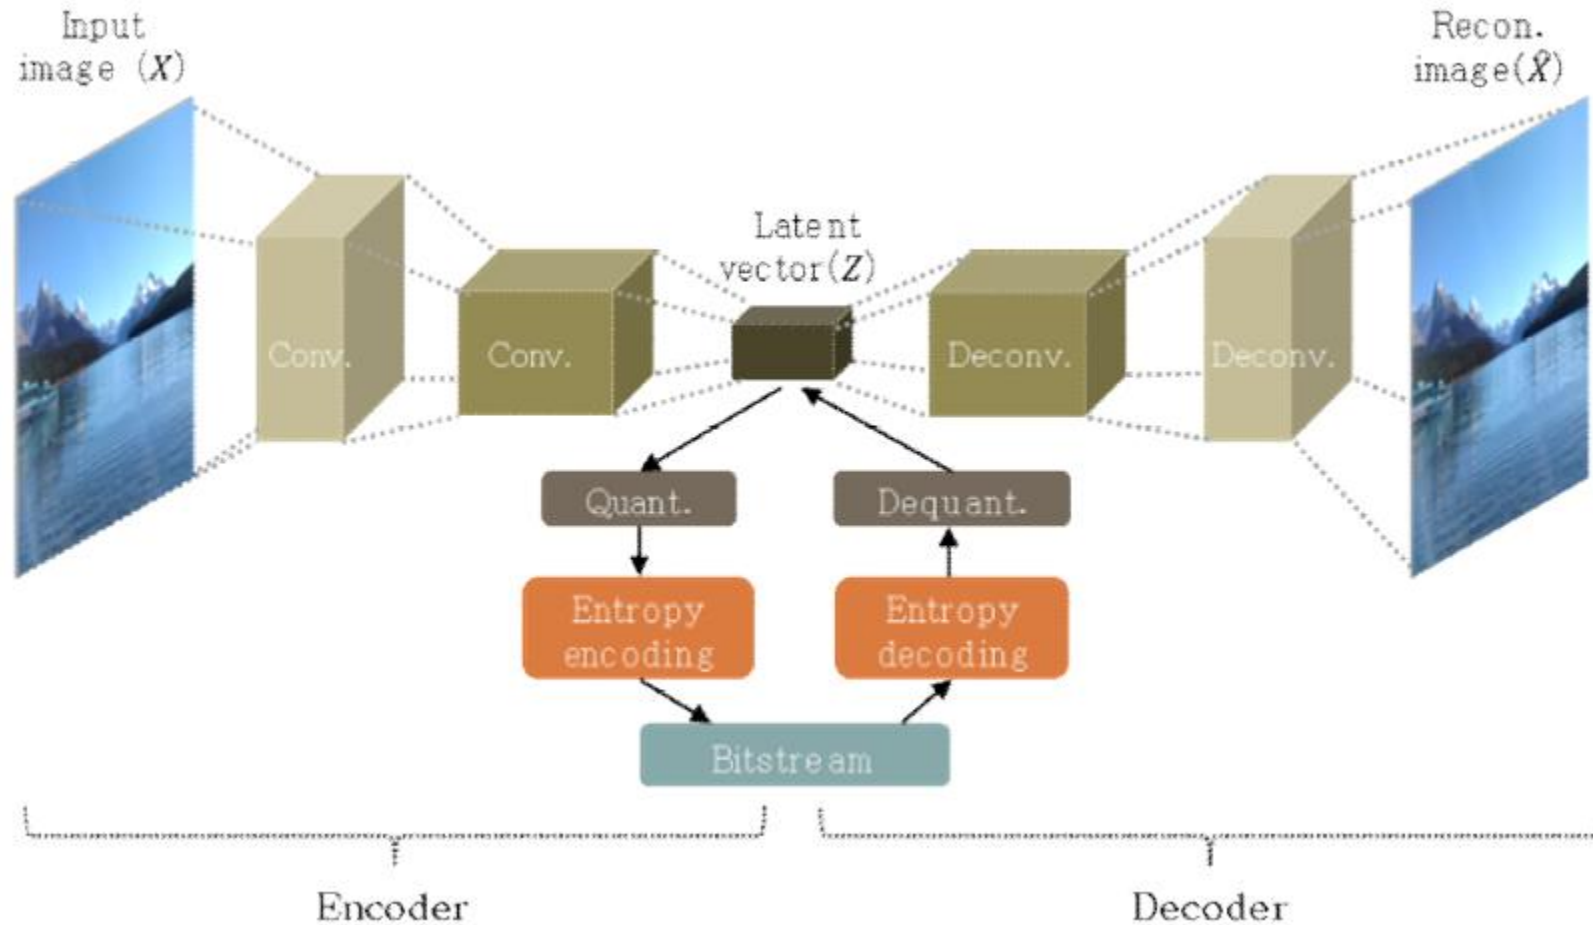 Input
image (X)
Recon.
image(X̂)
Latent
vector(Z)
Conv.
Conv.
Deconv.
Deconv.
Quant.
Dequant.
Entropy
encoding
Entropy
decoding
Bitstream
Encoder
Decoder